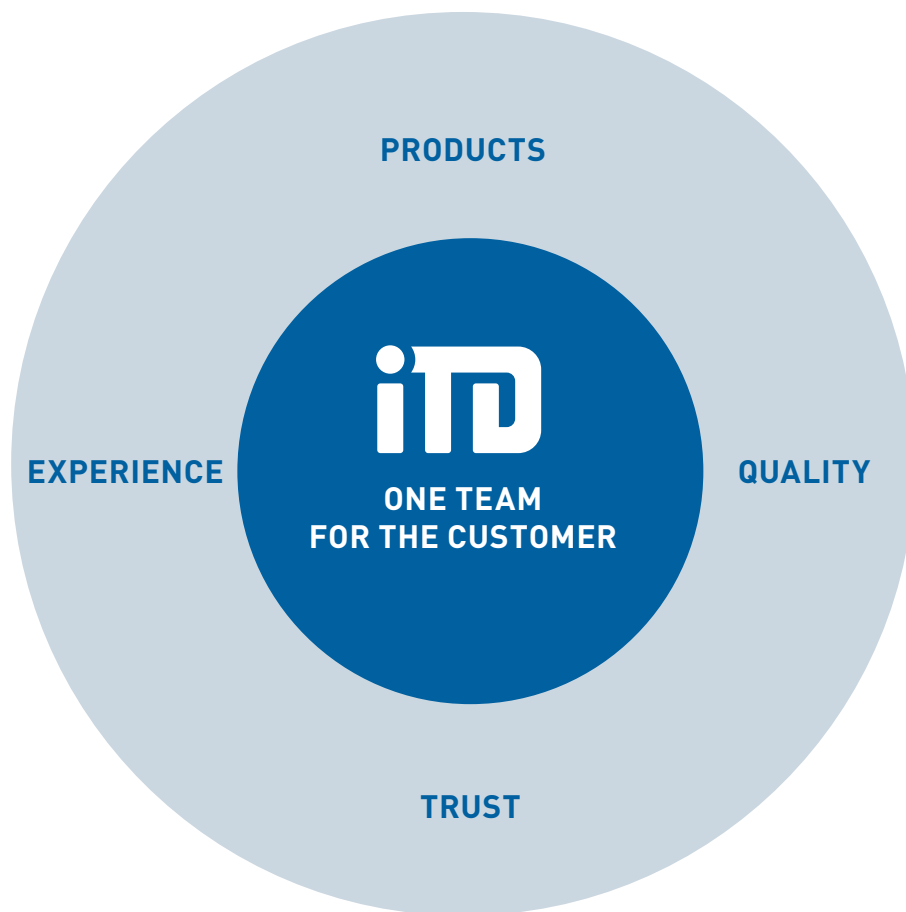 PRODUCTS
iTD
EXPERIENCE
QUALITY
ONE TEAM
FOR THE CUSTOMER
TRUST